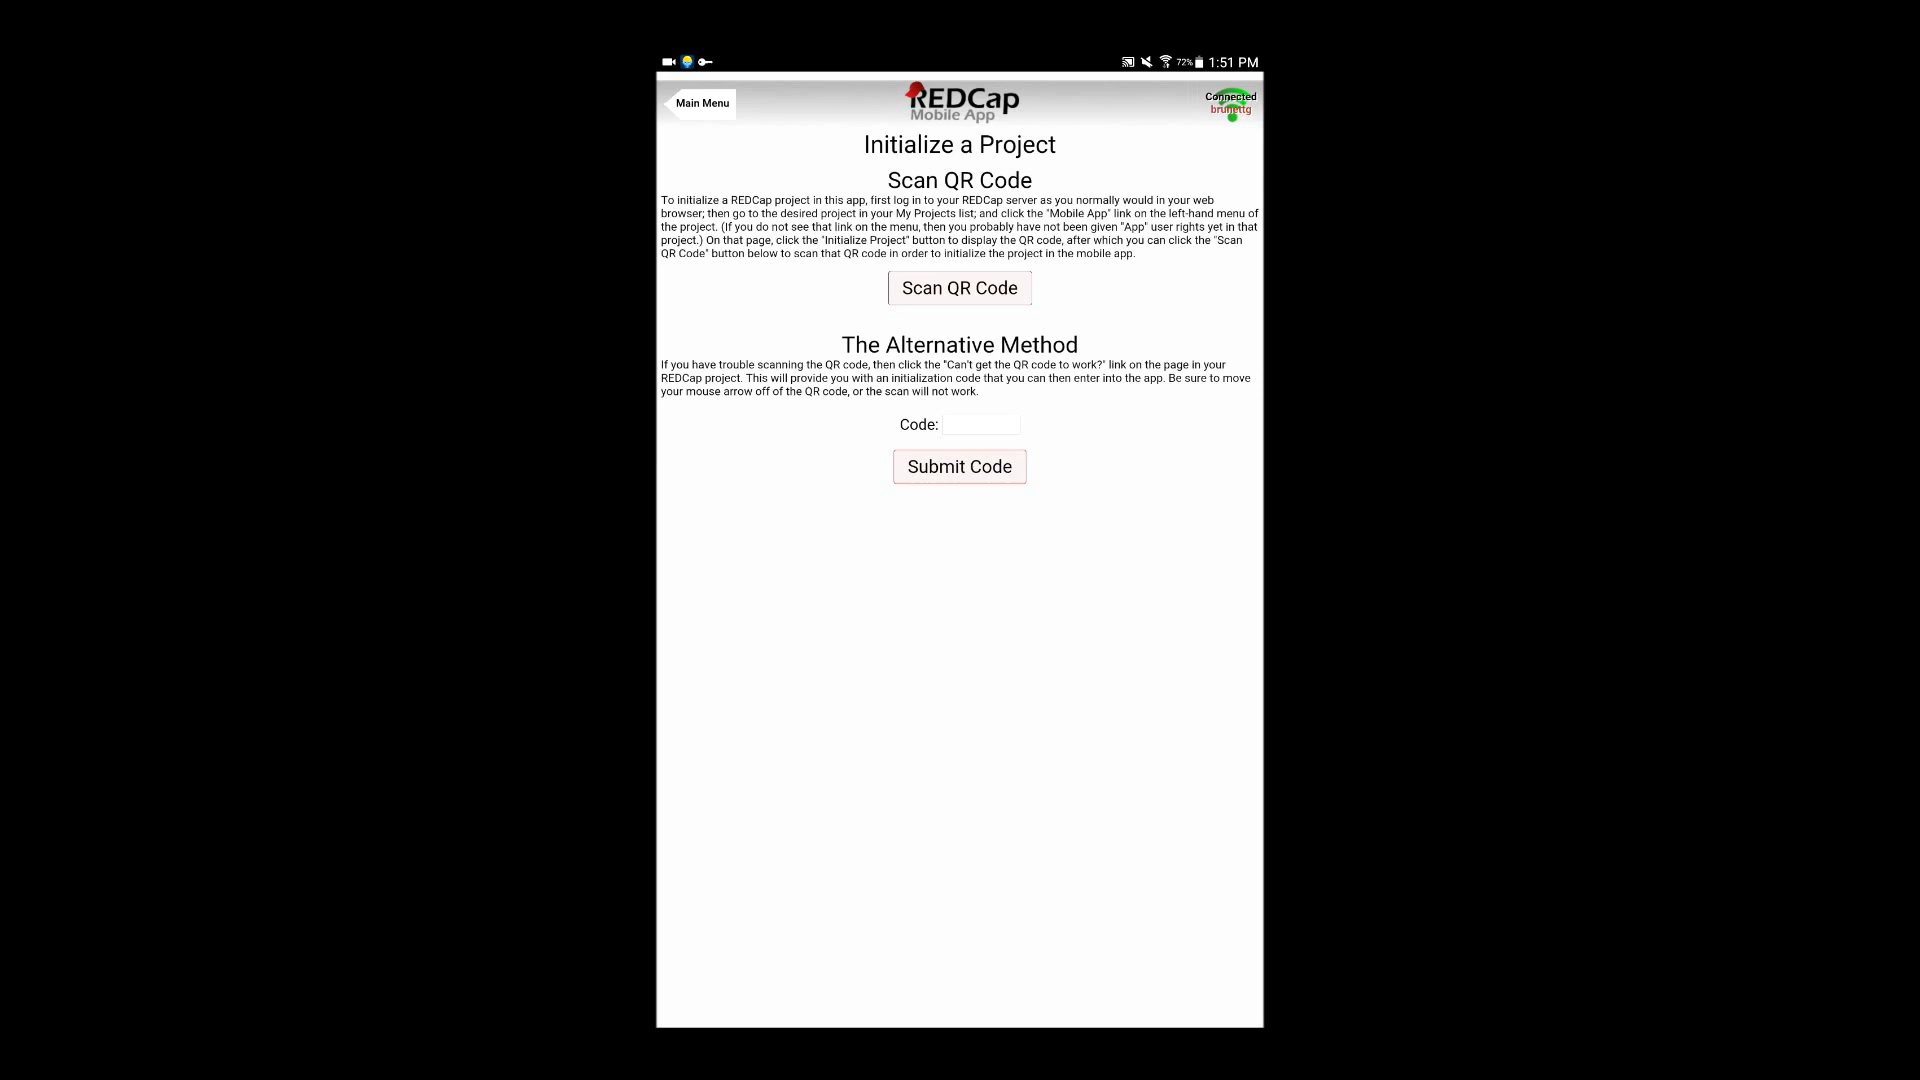 72% 1:51 PM
Main Menu
REDCap
Mobile App
Connected
brunettg
Initialize a Project
Scan QR Code
To initialize a REDCap project in this app, first log in to your REDCap server as you normally would in your web
browser; then go to the desired project in your My Projects list; and click the "Mobile App" link on the left-hand menu of
the project. (If you do not see that link on the menu, then you probably have not been given "App" user rights yet in that
project.) On that page, click the "Initialize Project" button to display the QR code, after which you can click the "Scan
QR Code" button below to scan that QR code in order to initialize the project in the mobile app.
Scan QR Code
The Alternative Method
If you have trouble scanning the QR code, then click the "Can't get the QR code to work?" link on the page in your
REDCap project. This will provide you with an initialization code that you can then enter into the app. Be sure to move
your mouse arrow off of the QR code, or the scan will not work.
Code:
Submit Code